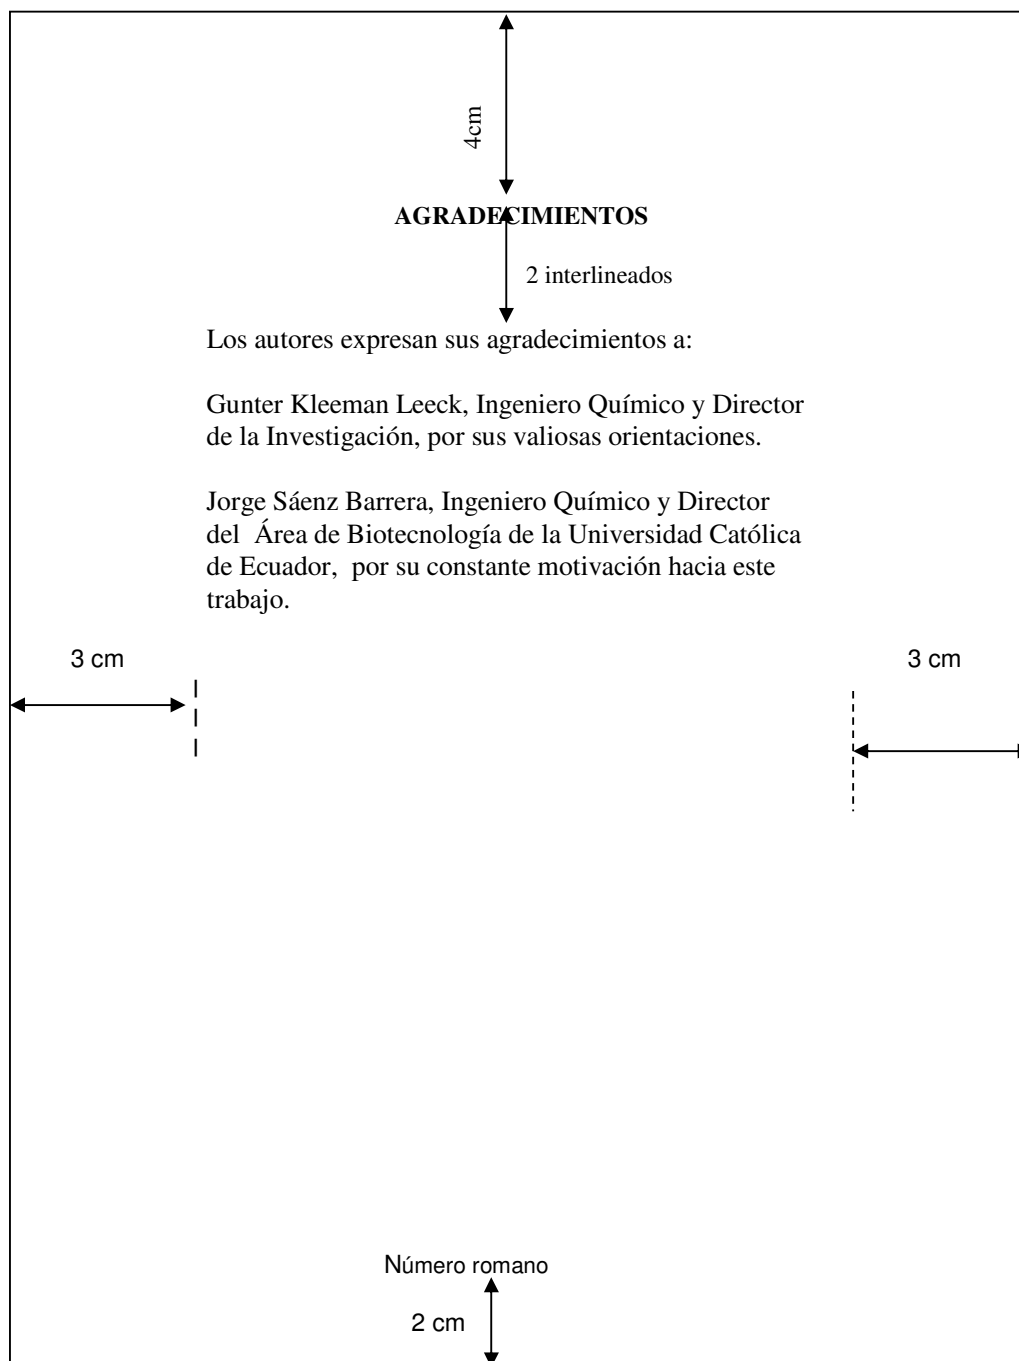 4cm
AGRADECIMIENTOS
2 interlineados
Los autores expresan sus agradecimientos a:
Gunter Kleeman Leeck, Ingeniero Químico y Director
de la Investigación, por sus valiosas orientaciones.
Jorge Sáenz Barrera, Ingeniero Químico y Director
del  Área de Biotecnología de la Universidad Católica
de Ecuador,  por su constante motivación hacia este
trabajo.
3 cm
3 cm
Número romano
2 cm